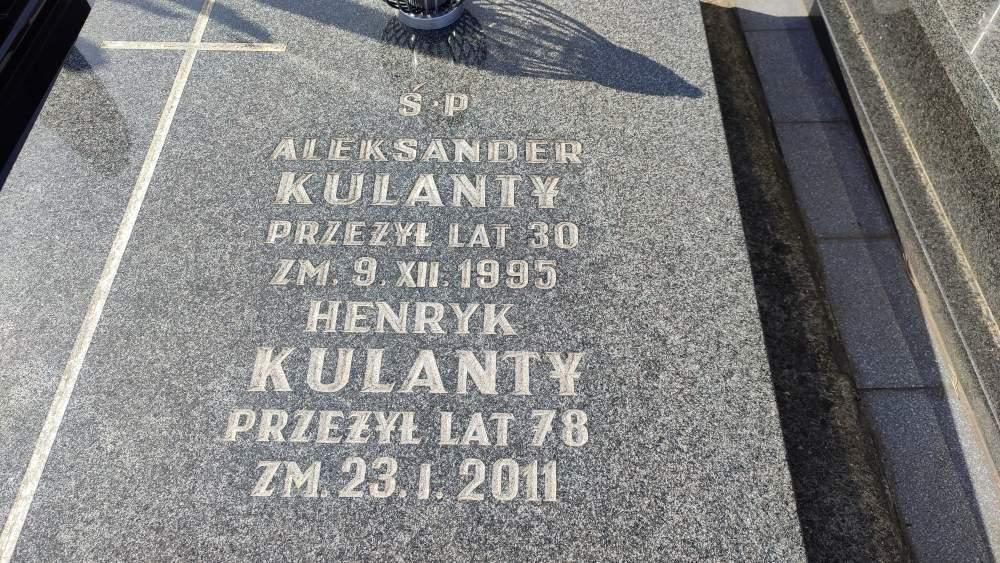 Ś.P
ALEKSANDER
KULANTY
PRZEŻYŁ LAT 30
ZM. 9. XII. 1995
HENRYK
KULANTY
PRZEŻYŁ LAT 78
ZM. 23. I. 2011